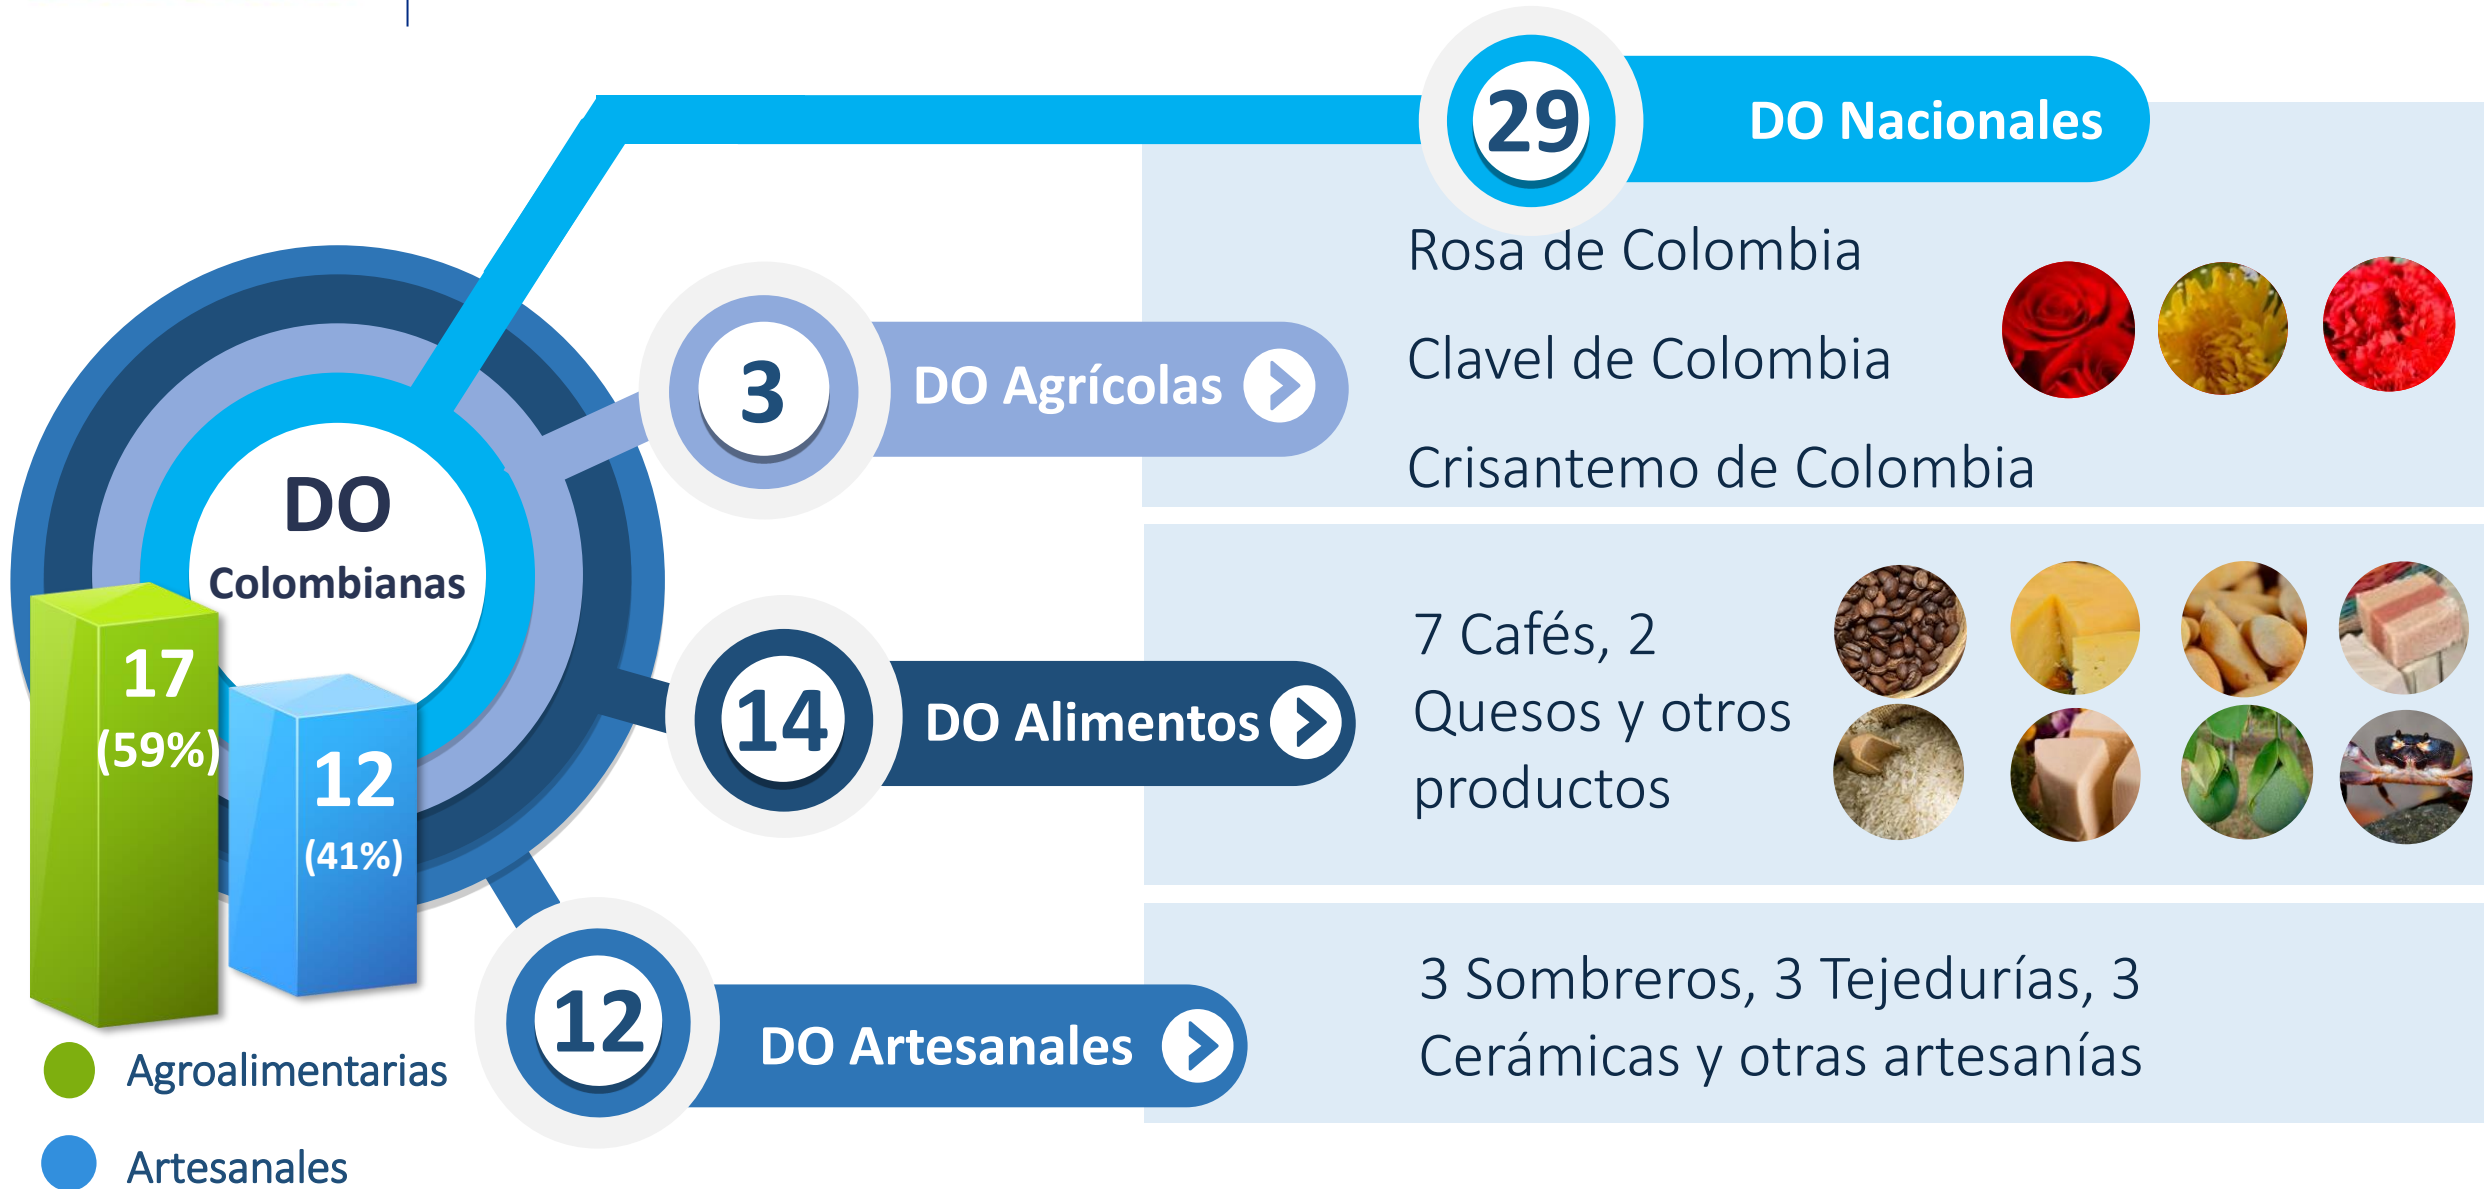 29
DO Nacionales
Rosa de Colombia
Clavel de Colombia
Crisantemo de Colombia
3
DO Agrícolas
DO
Colombianas
14
DO Alimentos
7 Cafés, 2
Quesos y otros
productos
17
(59%)
12
(41%)
12
DO Artesanales
3 Sombreros, 3 Tejedurías, 3
Cerámicas y otras artesanías
Agroalimentarias
Artesanales